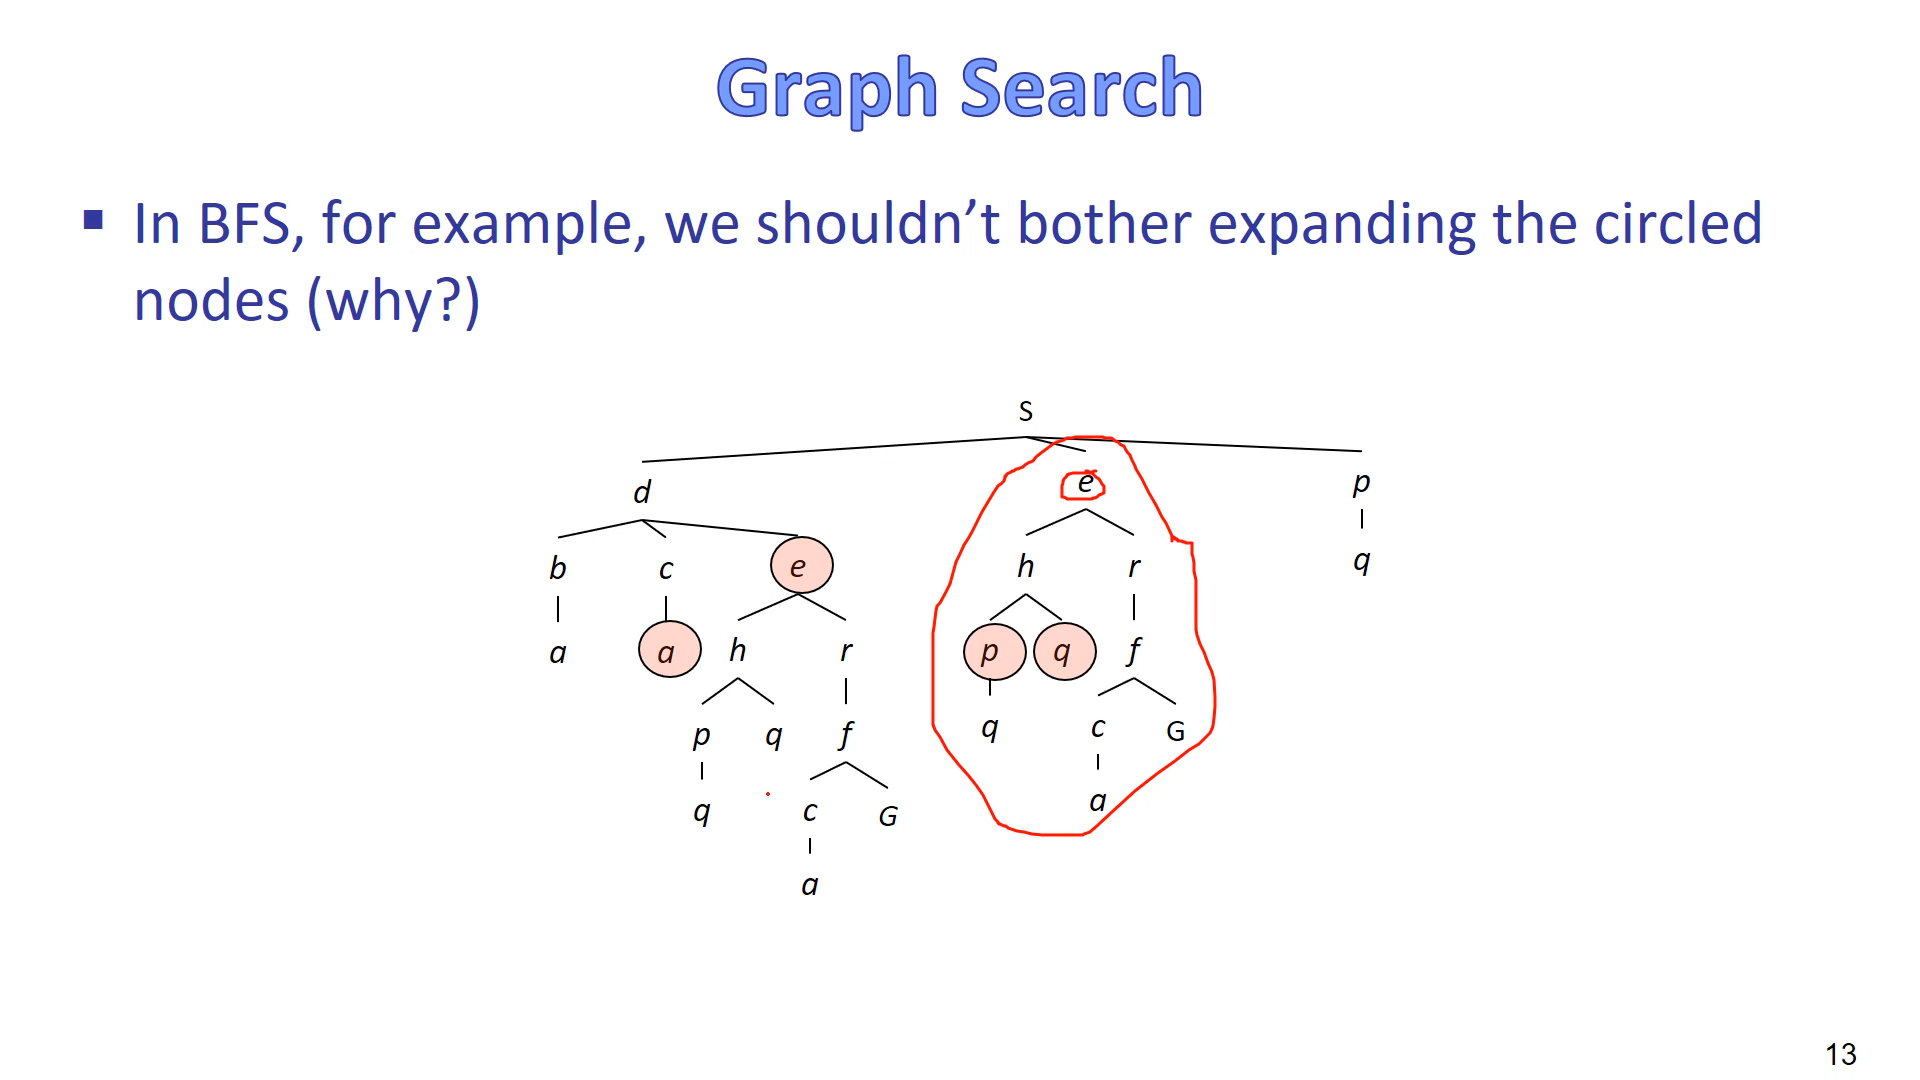 Graph Search
▪ In BFS, for example, we shouldn’t bother expanding the circled
nodes (why?)
S
d e p
b c e h r q
a a h r p q f
p q f q c G
q c G a
a
13